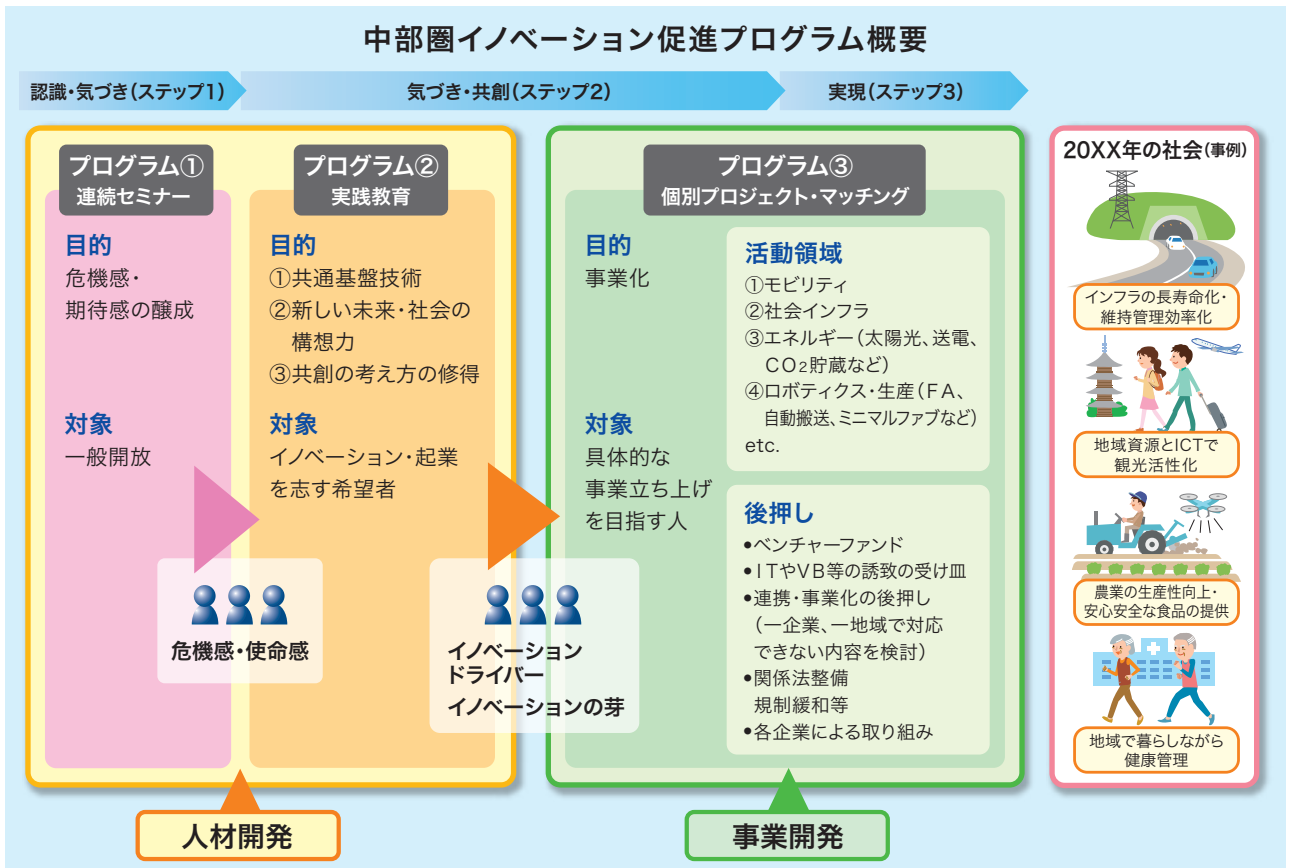 中部圏イノベーション促進プログラム概要
認識・気づき(ステップ1)
気づき・共創(ステップ2)
実現(ステップ3)
プログラム①
連続セミナー
目的
危機感・
期待感の醸成
対象
一般開放
危機感・使命感
プログラム②
実践教育
目的
①共通基盤技術
②新しい未来・社会の
構想力
③共創の考え方の修得
対象
イノベーション・起業
を志す希望者
イノベーション
ドライバー
イノベーションの芽
人材開発
プログラム③
個別プロジェクト・マッチング
目的
事業化
対象
具体的な
事業立ち上げ
を目指す人
活動領域
①モビリティ
②社会インフラ
③エネルギー(太陽光、送電、
CO2貯蔵など)
④ロボティクス・生産(FA、
自動搬送、ミニマルファブなど)
etc.
後押し
•ベンチャーファンド
•ITやVB等の誘致の受け皿
•連携・事業化の後押し
(一企業、一地域で対応
できない内容を検討)
•関係法整備
規制緩和等
•各企業による取り組み
事業開発
20XX年の社会(事例)
インフラの長寿命化・
維持管理効率化
地域資源とICTで
観光活性化
農業の生産性向上・
安心安全な食品の提供
地域で暮らしながら
健康管理